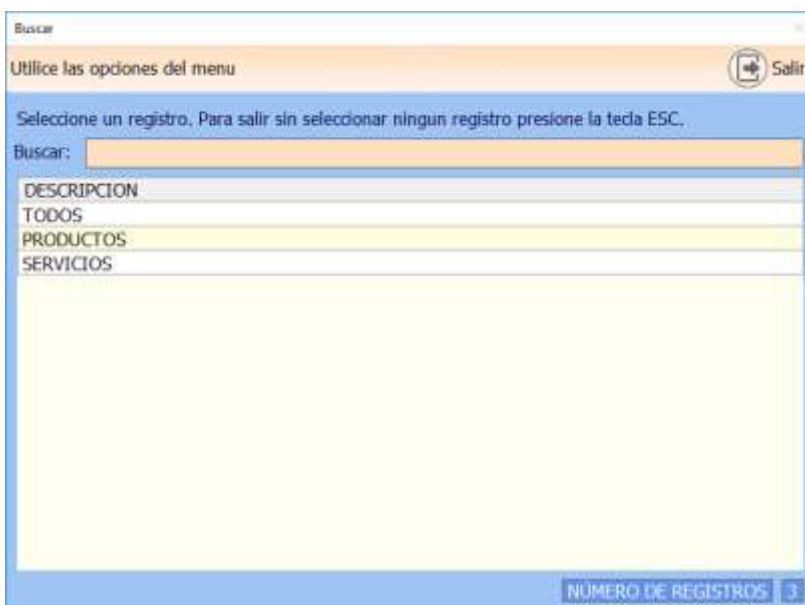 Buscar
Utilice las opciones del menu
Salir
Seleccione un registro. Para salir sin seleccionar ningun registro presione la tecla ESC.
Buscar:
DESCRIPCION
TODOS
PRODUCTOS
SERVICIOS
NÚMERO DE REGISTROS 3